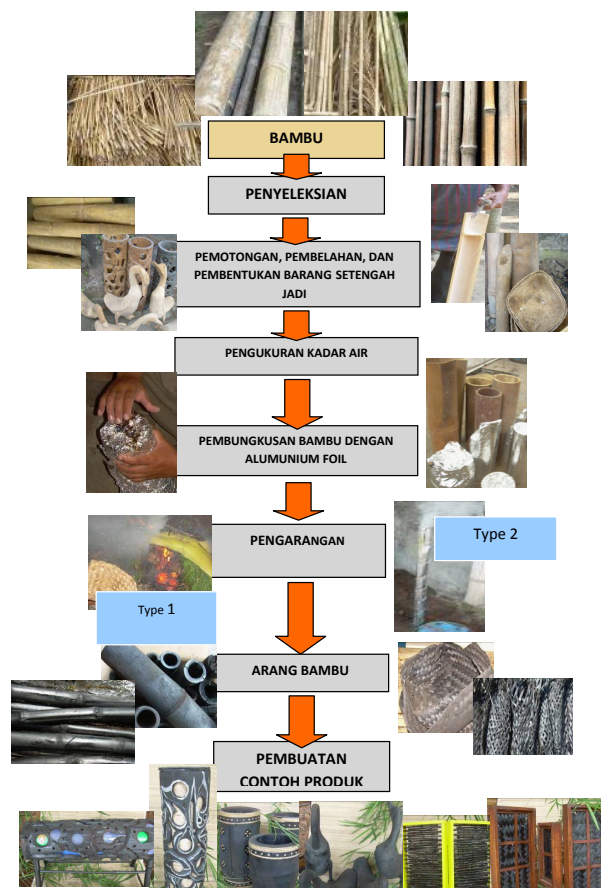 BAMBU
PENYELEKSIAN
PEMOTONGAN, PEMBELAHAN, DAN
PEMBENTUKAN BARANG SETENGAH
JADI
PENGUKURAN KADAR AIR
PEMBUNGKUSAN BAMBU DENGAN
ALUMUNIUM FOIL
PENGARANGAN
Type 2
Type 1
ARANG BAMBU
PEMBUATAN
CONTOH PRODUK